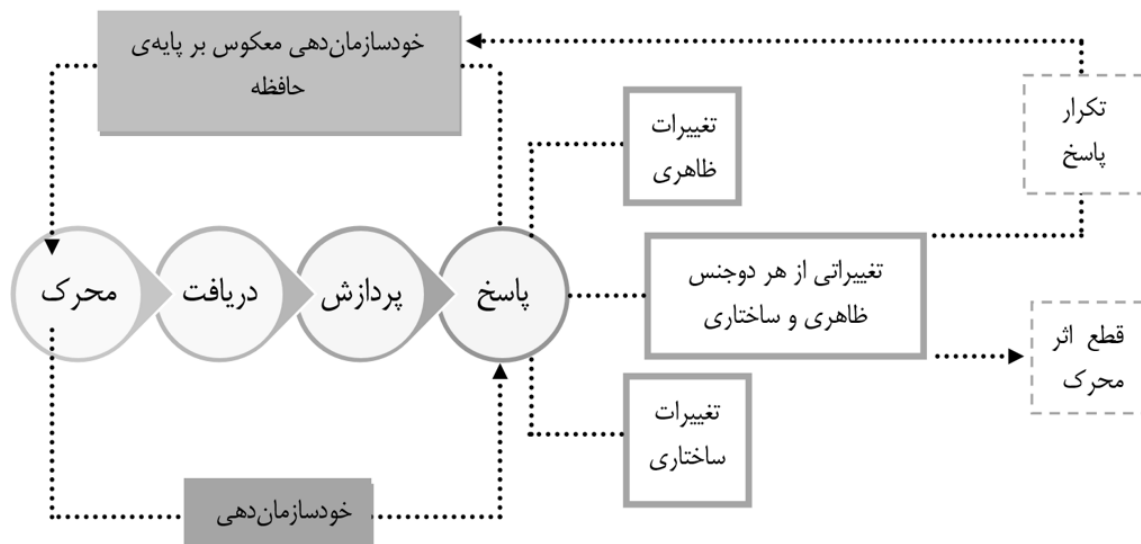 خودسازمان‌دهی معکوس بر پایه‌ی
حافظه
تکرار
پاسخ
تغییرات
ظاهری
محرک
دریافت
پردازش
پاسخ
تغییراتی از هر دوجنس
ظاهری و ساختاری
قطع اثر
محرک
تغییرات
ساختاری
خودسازمان‌دهی